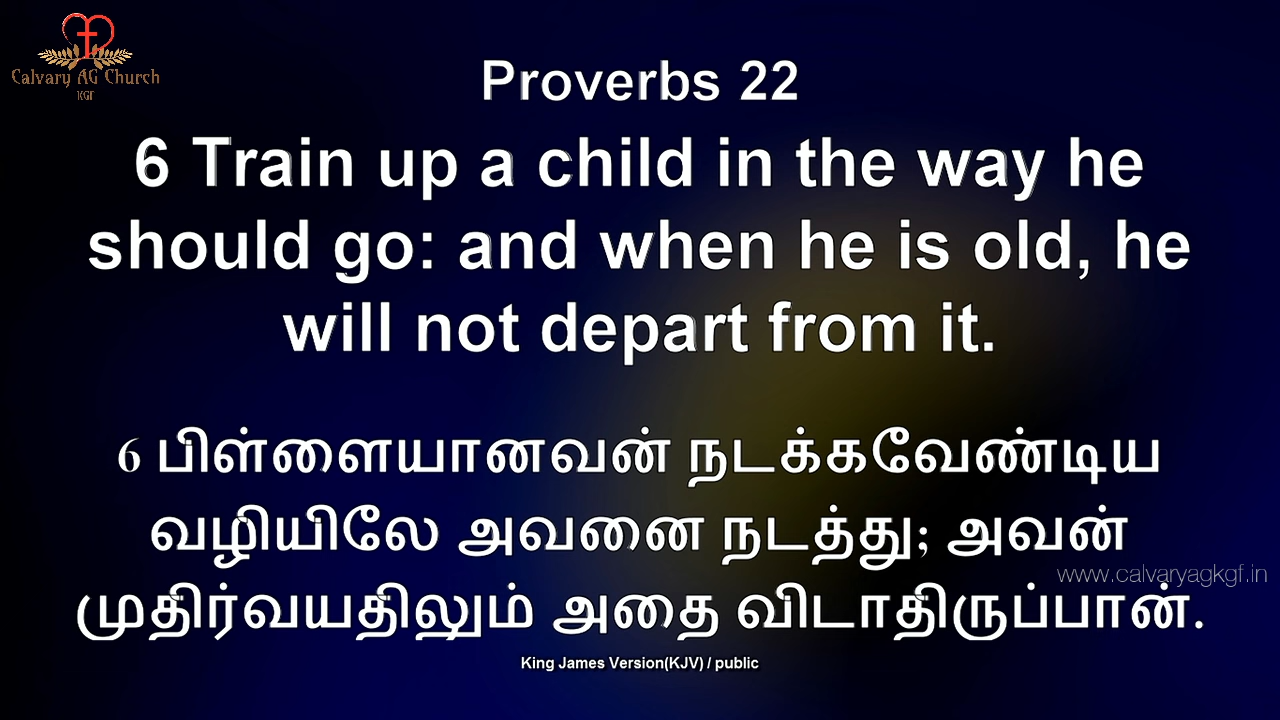 Calvary AG Church
KGF
Proverbs 22
6 Train up a child in the way he
should go: and when he is old, he
will not depart from it.
6 பிள்ளையானவன் நடக்கவேண்டிய
வழியிலே அவனை நடத்து; அவன்
முதிர்வயதிலும் அதை விடாதிருப்பான்.
www.calvaryagkgf.in
King James Version(KJV) / public